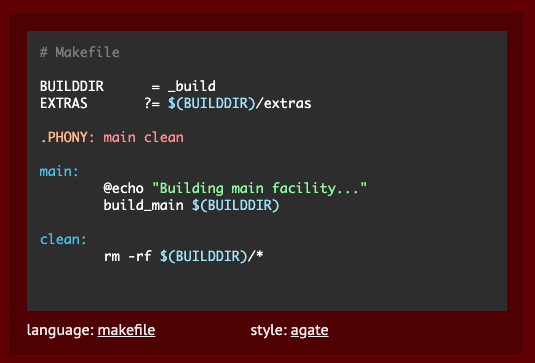 # Makefile

BUILDDIR      = _build
EXTRAS       ?= $(BUILDDIR)/extras

.PHONY: main clean

main:
        @echo "Building main facility..."
        build_main $(BUILDDIR)

clean:
        rm -rf $(BUILDDIR)/*

language: makefile style: agate